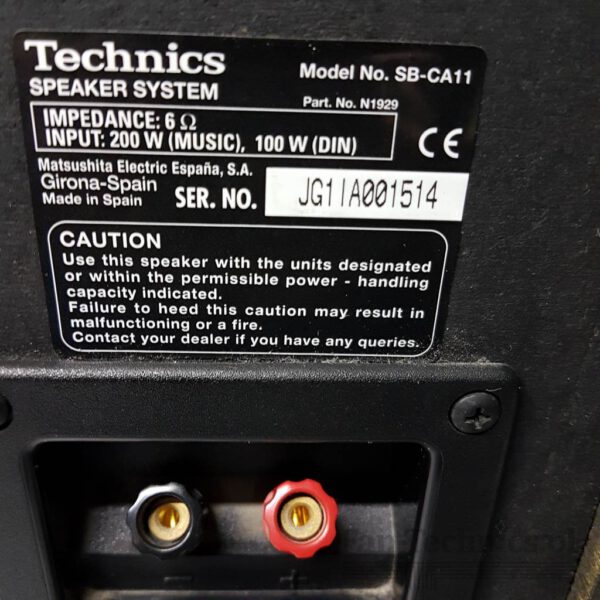 Technics
SPEAKER SYSTEM
Model No. SB-CA11
Part. No. N1929
IMPEDANCE: 6 Ω
INPUT: 200 W (MUSIC), 100 W (DIN)
CE
Matsushita Electric España, S.A.
Girona-Spain
Made in Spain
SER. NO.
JG1IA001514
CAUTION
Use this speaker with the units designated
or within the permissible power - handling
capacity indicated.
Failure to heed this caution may result in
malfunctioning or a fire.
Contact your dealer if you have any queries.
- +